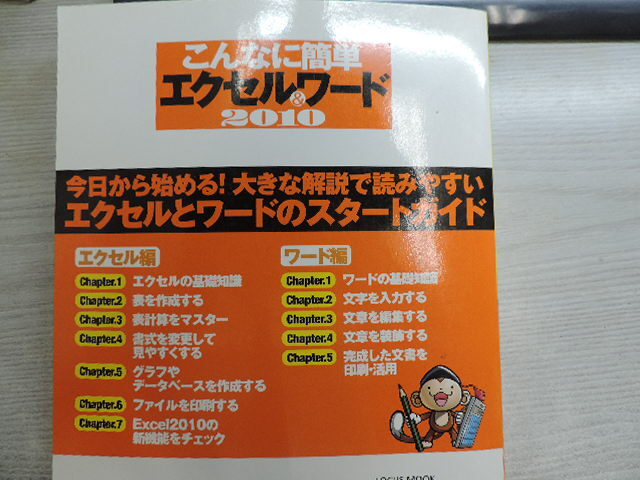 こんなに簡単
エクセル&ワード
2010
今日から始める!大きな解説で読みやすい
エクセルとワードのスタートガイド
エクセル編
Chapter.1 エクセルの基礎知識
Chapter.2 表を作成する
Chapter.3 表計算をマスター
Chapter.4 書式を変更して
見やすくする
Chapter.5 グラフや
データベースを作成する
Chapter.6 ファイルを印刷する
Chapter.7 Excel2010の
新機能をチェック
ワード編
Chapter.1 ワードの基礎知識
Chapter.2 文字を入力する
Chapter.3 文章を編集する
Chapter.4 文章を装飾する
Chapter.5 完成した文書を
印刷・活用
LOCUS MOOK